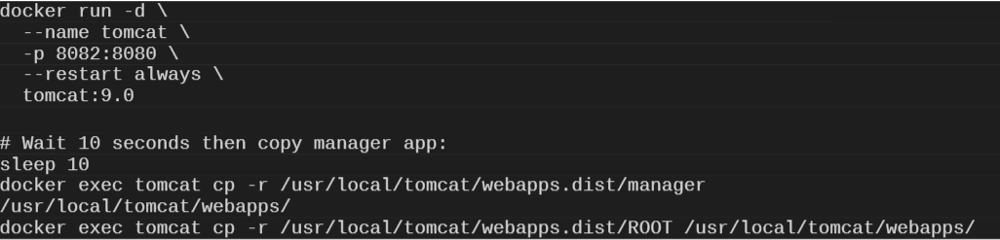 docker run -d \
--name tomcat \
-p 8082:8080 \
--restart always \
tomcat:9.0
# Wait 10 seconds then copy manager app:
sleep 10
docker exec tomcat cp -r /usr/local/tomcat/webapps.dist/manager
/usr/local/tomcat/webapps/
docker exec tomcat cp -r /usr/local/tomcat/webapps.dist/ROOT /usr/local/tomcat/webapps/